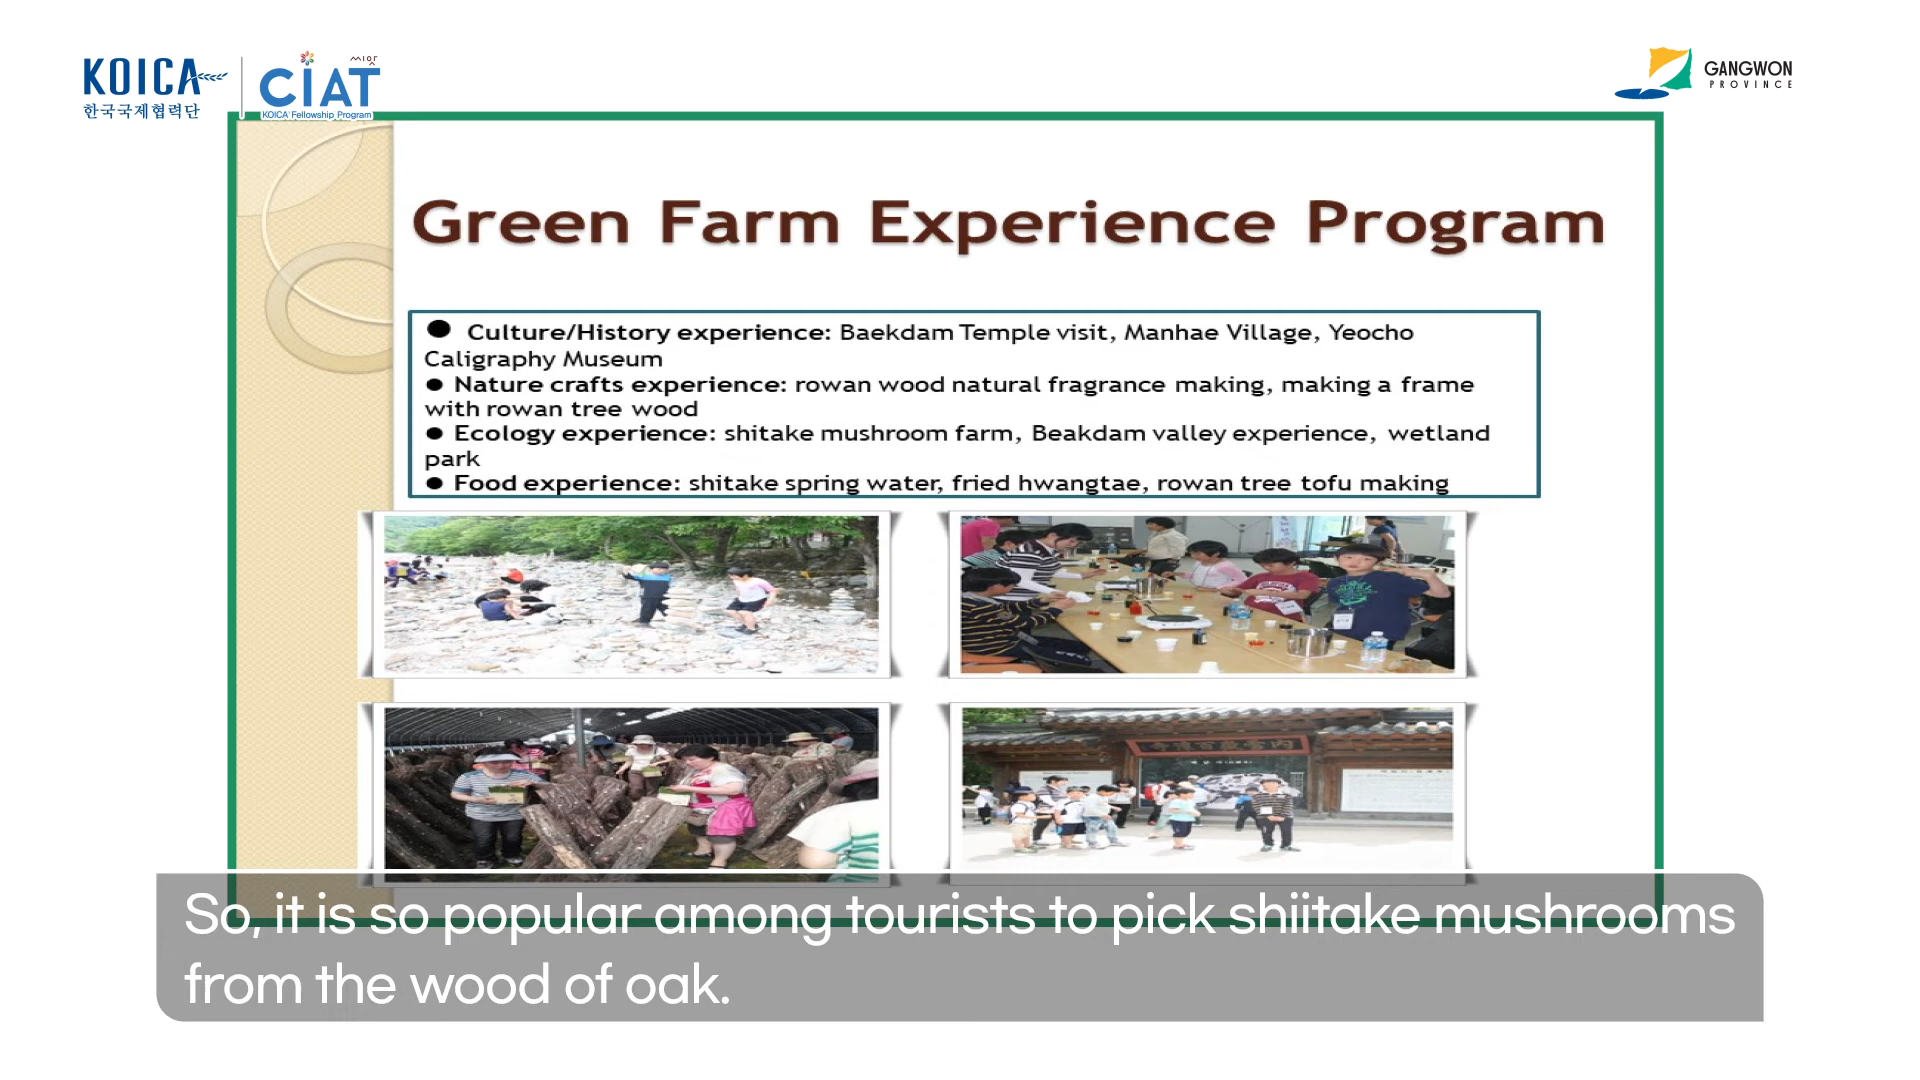 KOICA
한국국제협력단
씨앗
CIAT
KOICA Fellowship Program
GANGWON
PROVINCE
Green Farm Experience Program
● Culture/History experience: Baekdam Temple visit, Manhae Village, Yeocho
Caligraphy Museum
● Nature crafts experience: rowan wood natural fragrance making, making a frame
with rowan tree wood
● Ecology experience: shitake mushroom farm, Beakdam valley experience, wetland
park
● Food experience: shitake spring water, fried hwangtae, rowan tree tofu making
So, it is so popular among tourists to pick shiitake mushrooms
from the wood of oak.